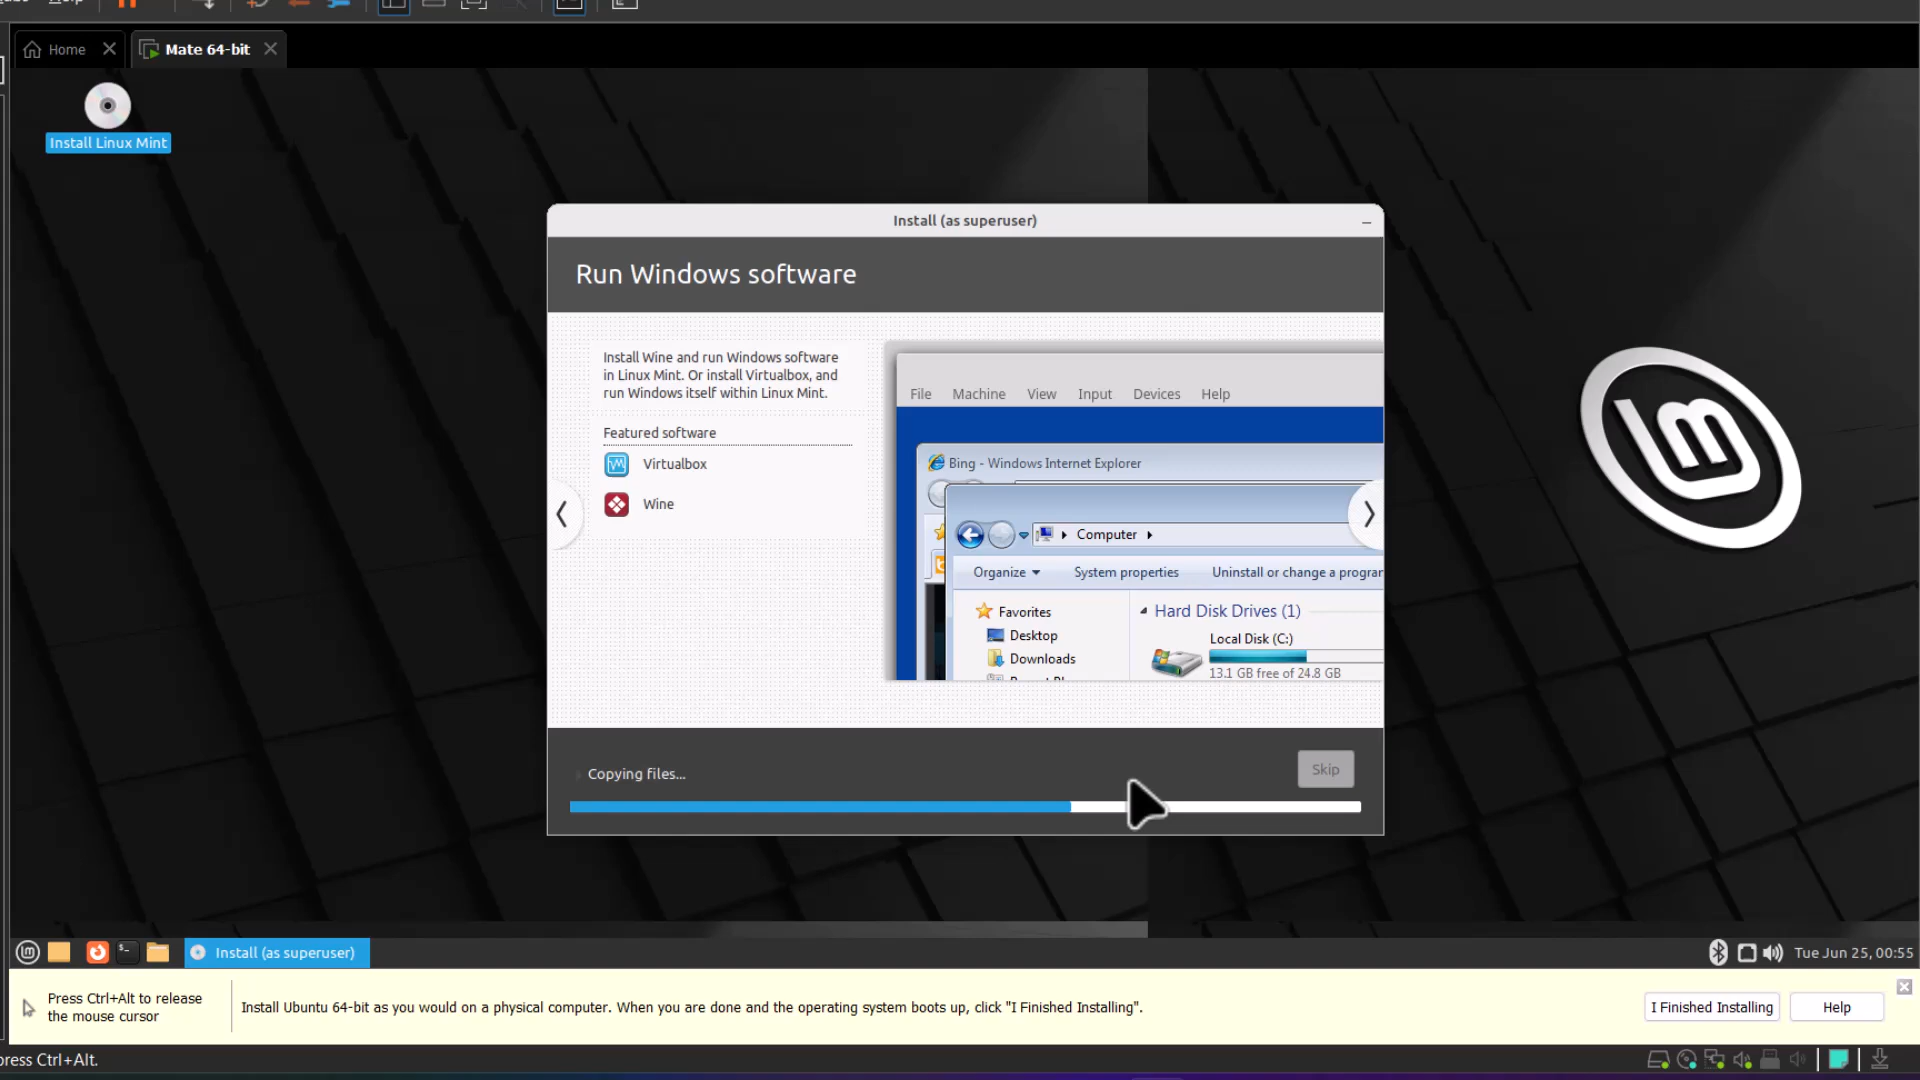 Help
Home
Mate 64-bit
Install Linux Mint
Install (as superuser)
Run Windows software
Install Wine and run Windows software
in Linux Mint. Or install Virtualbox, and
run Windows itself within Linux Mint.
Featured software
Virtualbox
Wine
File Machine View Input Devices Help
Bing - Windows Internet Explorer
Computer
Organize System properties Uninstall or change a progra
Favorites
Desktop
Downloads
Hard Disk Drives (1)
Local Disk (C:)
13.1 GB free of 24.8 GB
Copying files...
Skip
Install (as superuser)
Tue Jun 25, 00:55
Press Ctrl+Alt to release
the mouse cursor
Install Ubuntu 64-bit as you would on a physical computer. When you are done and the operating system boots up, click "I Finished Installing".
I Finished Installing
Help
press Ctrl+Alt.